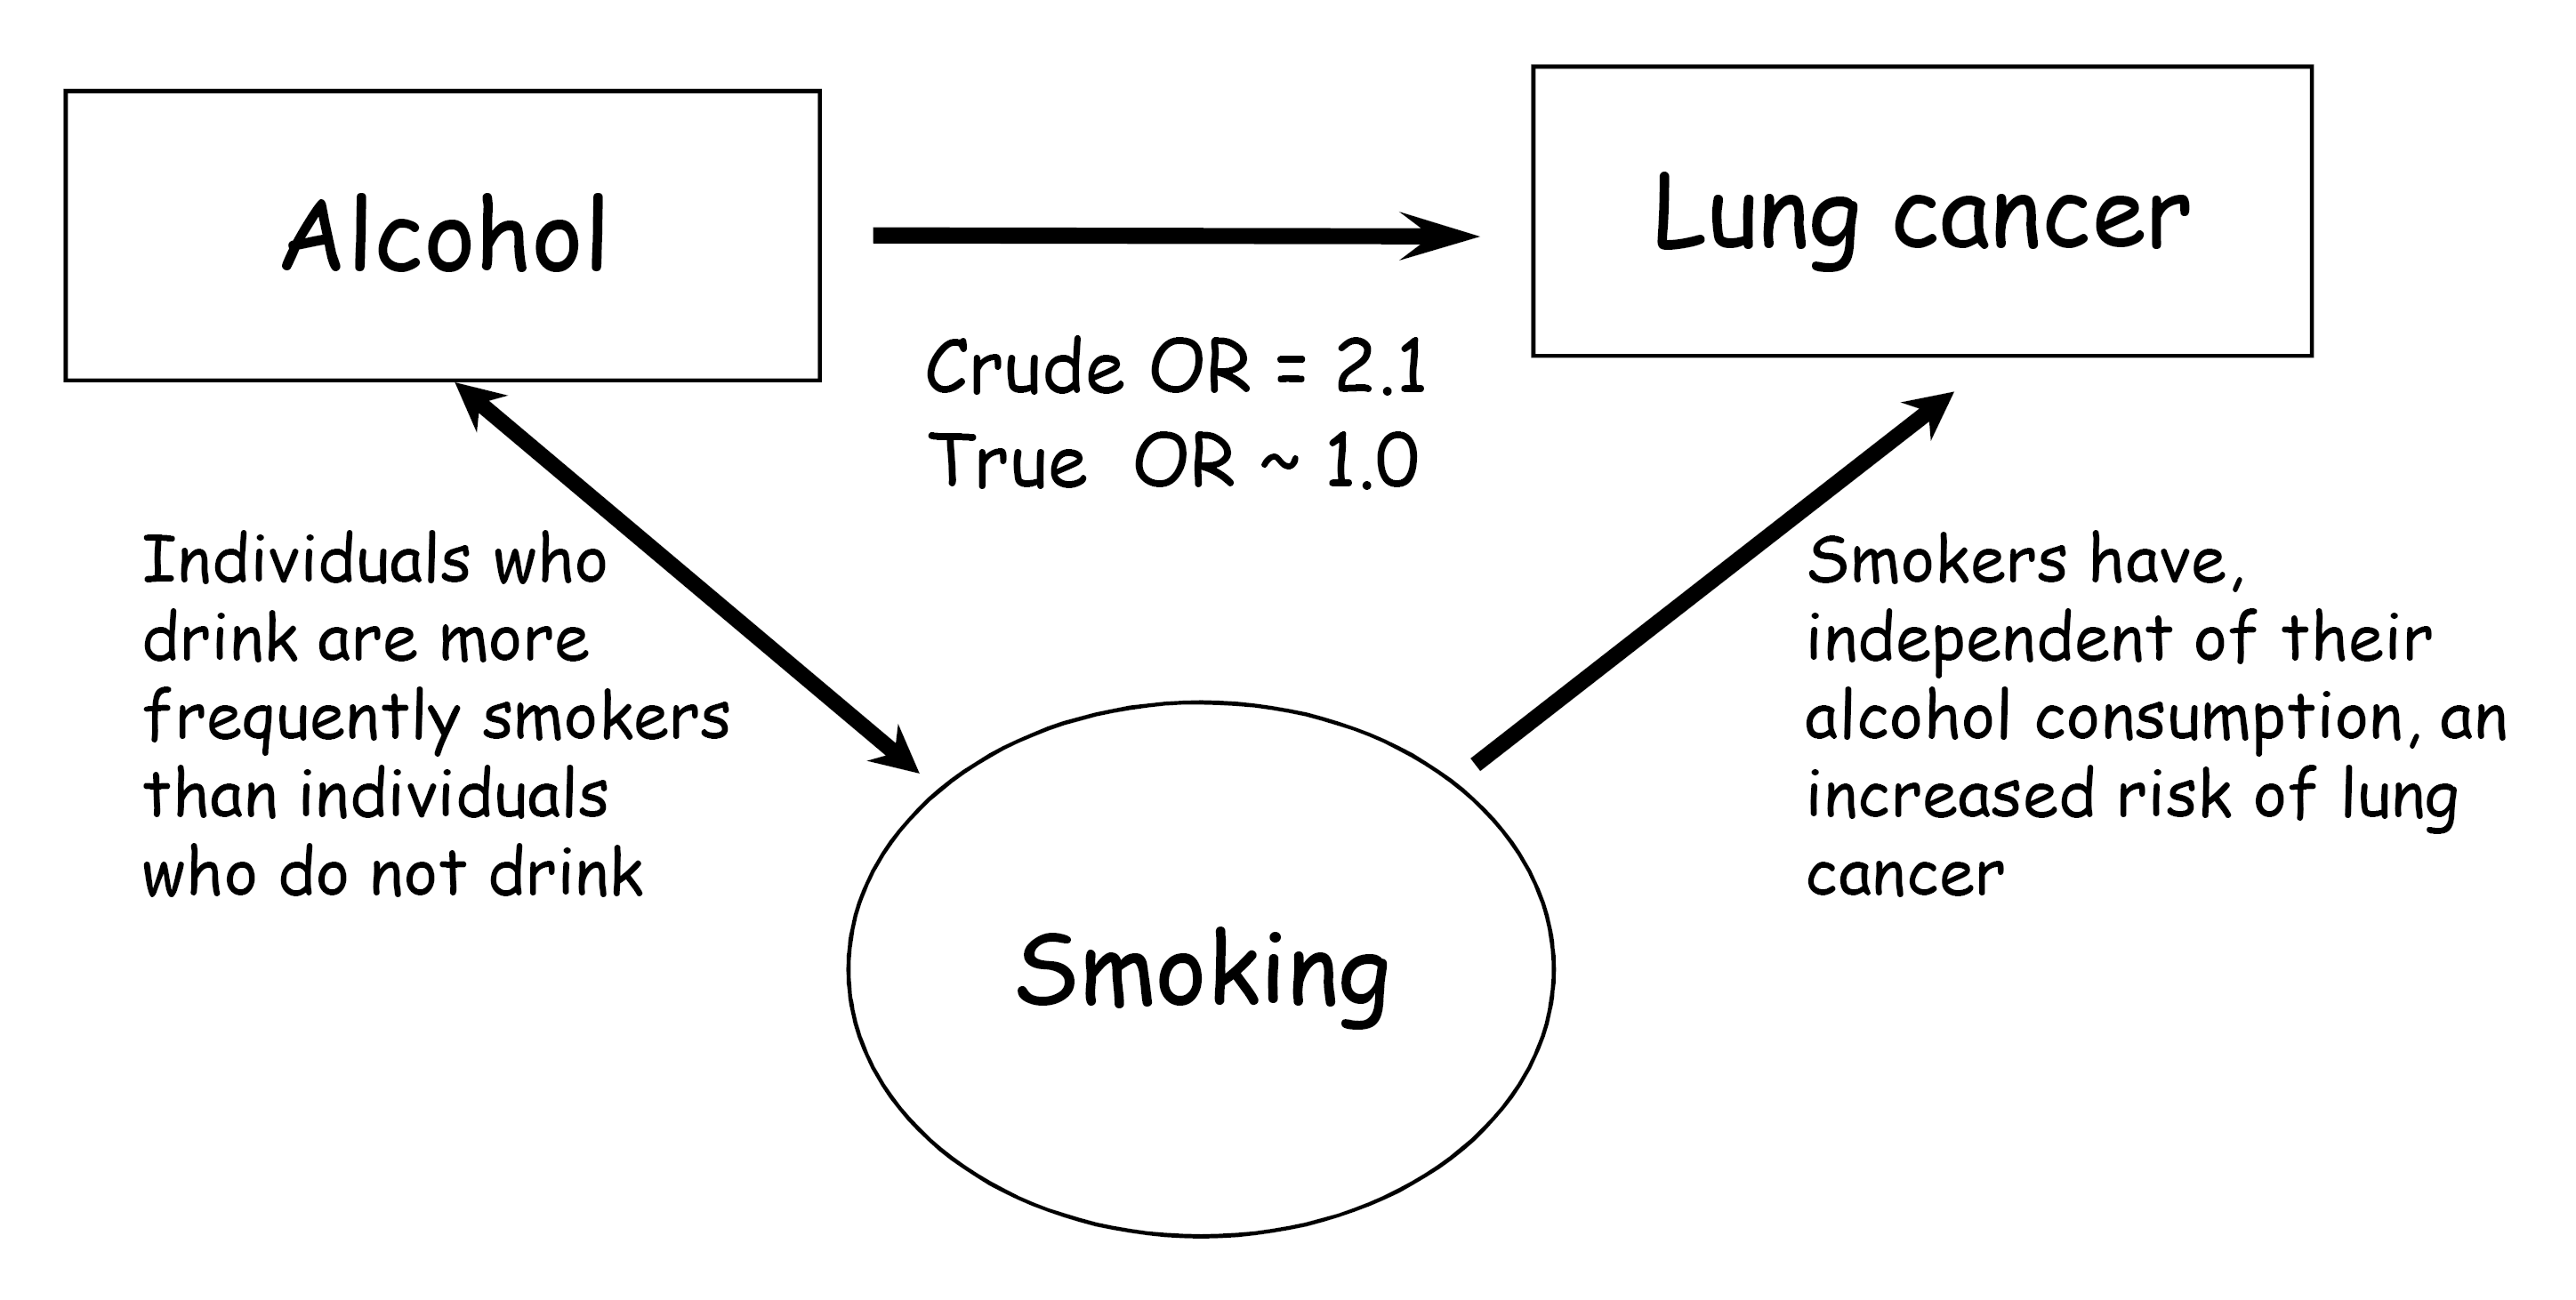 Alcohol
Lung cancer
Crude OR = 2.1
True OR ~ 1.0
Individuals who
drink are more
frequently smokers
than individuals
who do not drink
Smokers have,
independent of their
alcohol consumption, an
increased risk of lung
cancer
Smoking